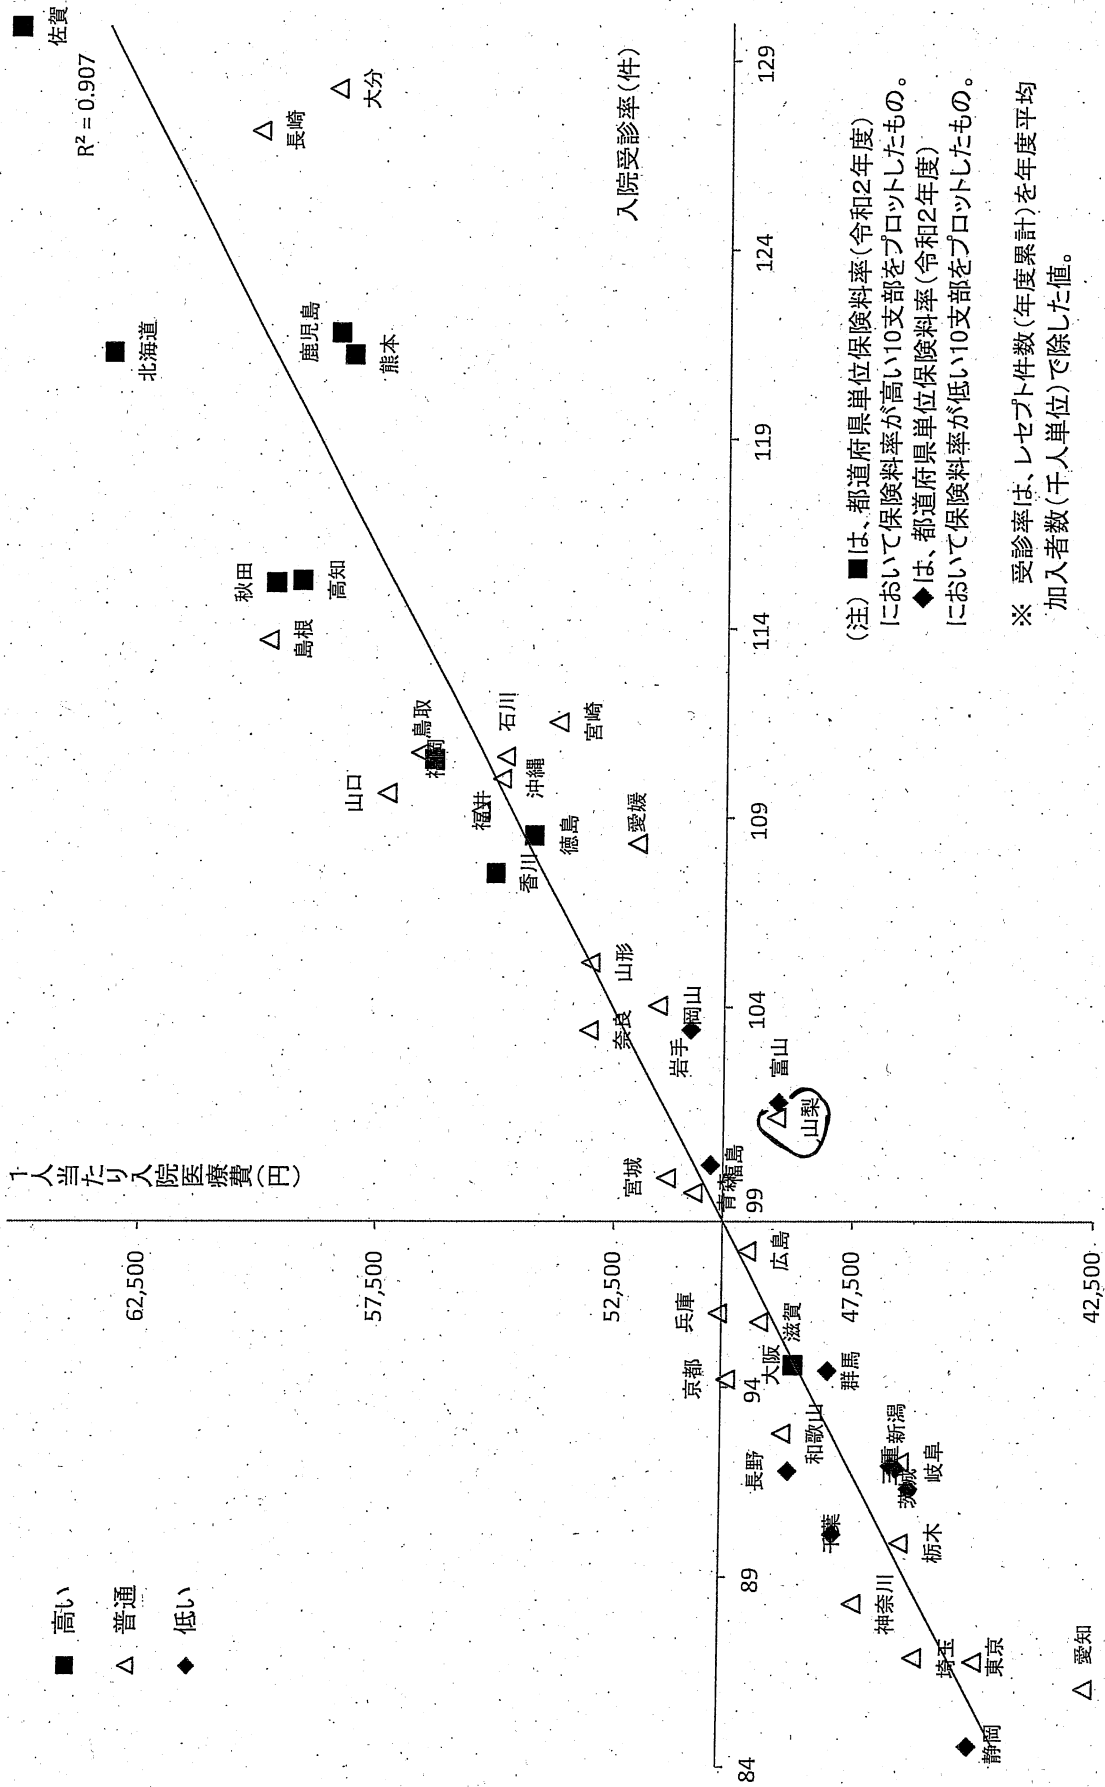 1人当たり入院医療費(円)
■ 高い
△ 普通
◆ 低い
R² = 0.907
入院受診率(件)
62,500
57,500
52,500
47,500
42,500
84
89
94
99
104
109
114
119
124
129
佐賀
大分
長崎
北海道
鹿児島
熊本
秋田
高知
島根
鳥取
福岡
山口
石川
宮崎
沖縄
福井
徳島
愛媛
香川
山形
奈良
岡山
岩手
富山
山梨
宮城
福島
青森
広島
兵庫
滋賀
京都
大阪
群馬
和歌山
長野
新潟
三重
岐阜
茨城
千葉
栃木
神奈川
埼玉
東京
愛知
静岡
(注) ■は、都道府県単位保険料率(令和2年度)
において保険料率が高い10支部をプロットしたもの。
◆は、都道府県単位保険料率(令和2年度)
において保険料率が低い10支部をプロットしたもの。
※ 受診率は、レセプト件数(年度累計)を年度平均
加入者数(千人単位)で除した値。